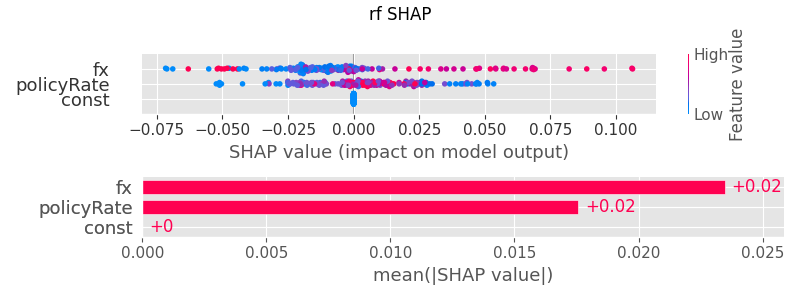 rf SHAP
fx
policyRate
const
High
Low
Feature value
-0.075 -0.050 -0.025 0.000 0.025 0.050 0.075 0.100
SHAP value (impact on model output)
fx +0.02
policyRate +0.02
const +0
0.000 0.005 0.010 0.015 0.020 0.025
mean(|SHAP value|)